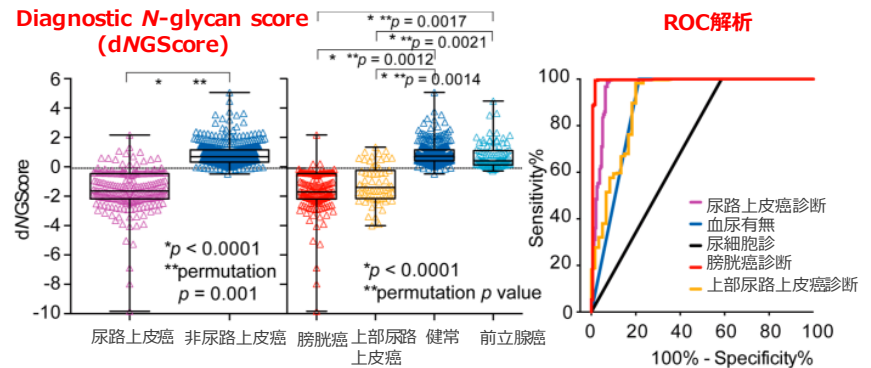 Diagnostic N-glycan score
(dNGScore)
ROC解析
* **p = 0.0017
* **p = 0.0021
* **p = 0.0012
* **p = 0.0014
* **
6
4
2
0
-2
-4
-6
-8
-10
dNGScore
*p < 0.0001
**permutation
p = 0.001
*p < 0.0001
**permutation p value
尿路上皮癌
非尿路上皮癌
膀胱癌
上部尿路
上皮癌
健常
前立腺癌
100
80
60
40
20
0
Sensitivity%
尿路上皮癌診断
血尿有無
尿細胞診
膀胱癌診断
上部尿路上皮癌診断
0 20 40 60 80 100
100% - Specificity%